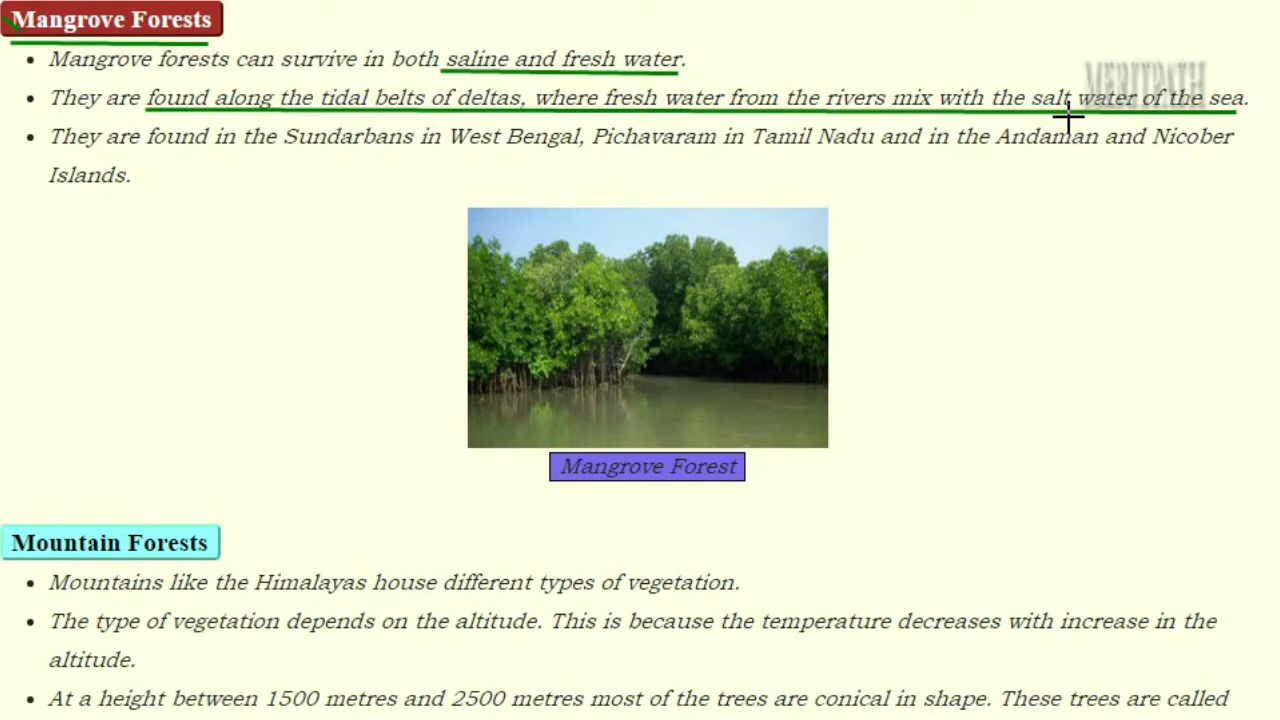 Mangrove Forests
MERITPATH
Mangrove forests can survive in both saline and fresh water.
They are found along the tidal belts of deltas, where fresh water from the rivers mix with the salt water of the sea.
They are found in the Sundarbans in West Bengal, Pichavaram in Tamil Nadu and in the Andaman and Nicober
Islands.
Mangrove Forest
Mountain Forests
Mountains like the Himalayas house different types of vegetation.
The type of vegetation depends on the altitude. This is because the temperature decreases with increase in the
altitude.
At a height between 1500 metres and 2500 metres most of the trees are conical in shape. These trees are called